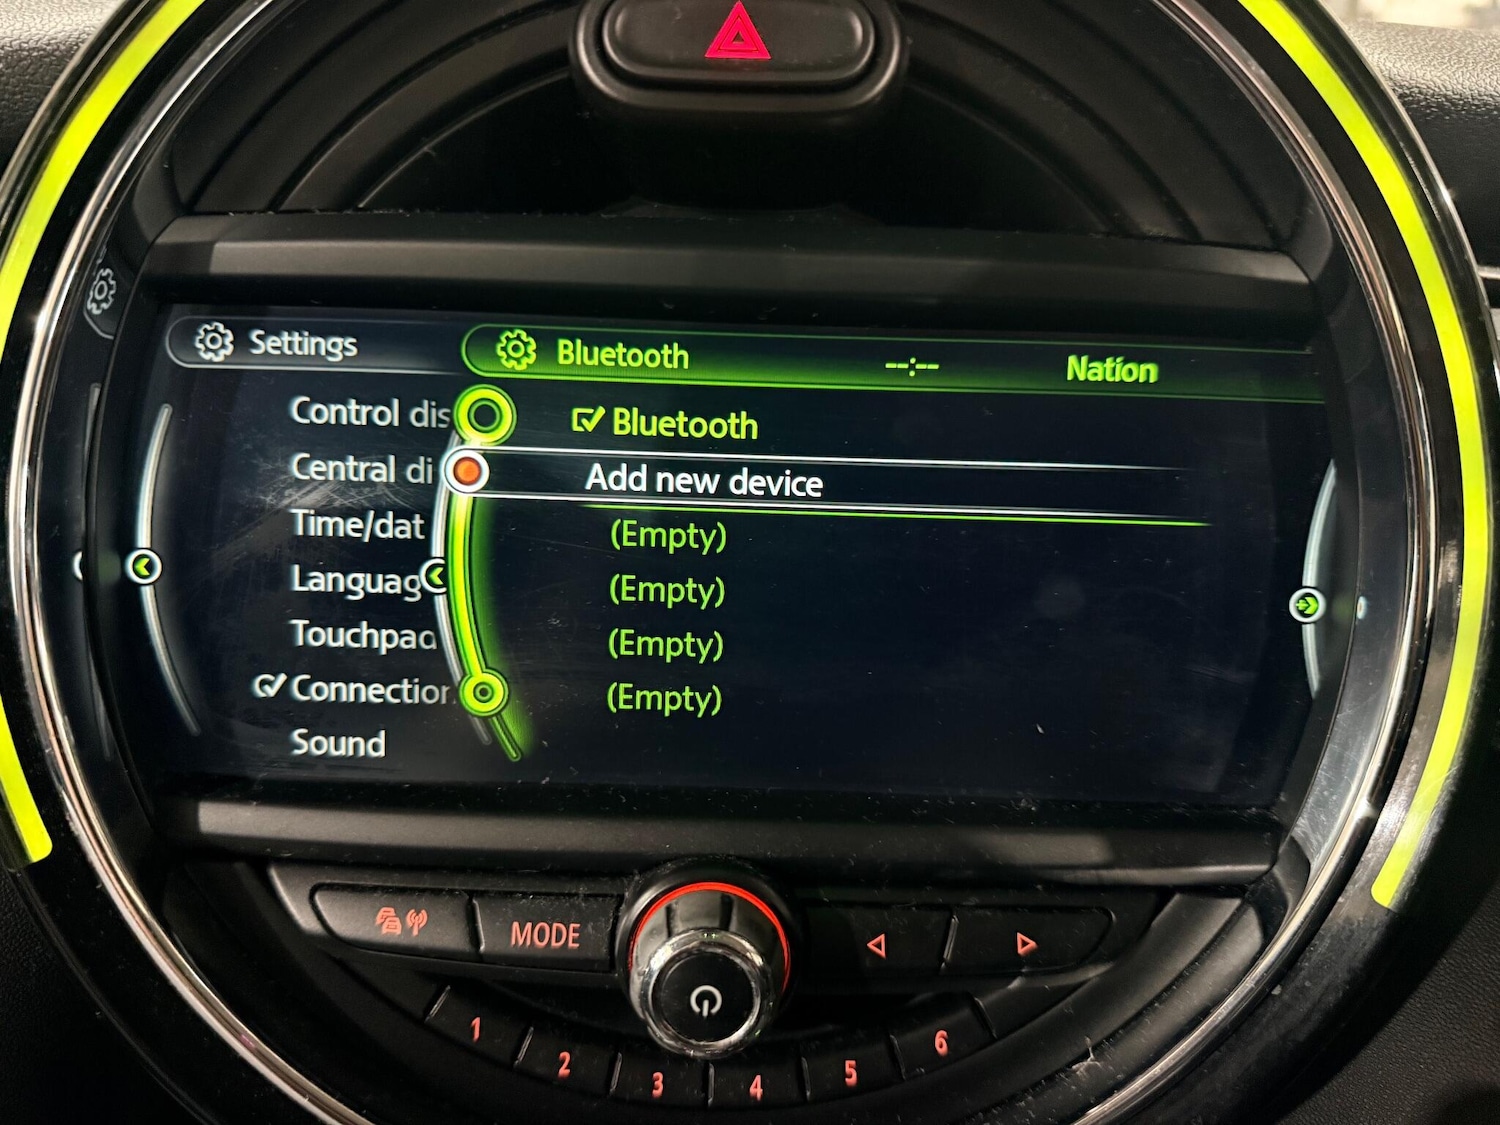 Settings
Bluetooth --:-- Nation
Control dis
Central di
Time/dat
Languag
Touchpad
Connection
Sound
Bluetooth
Add new device
(Empty)
(Empty)
(Empty)
(Empty)
MODE
1 2 3 4 5 6